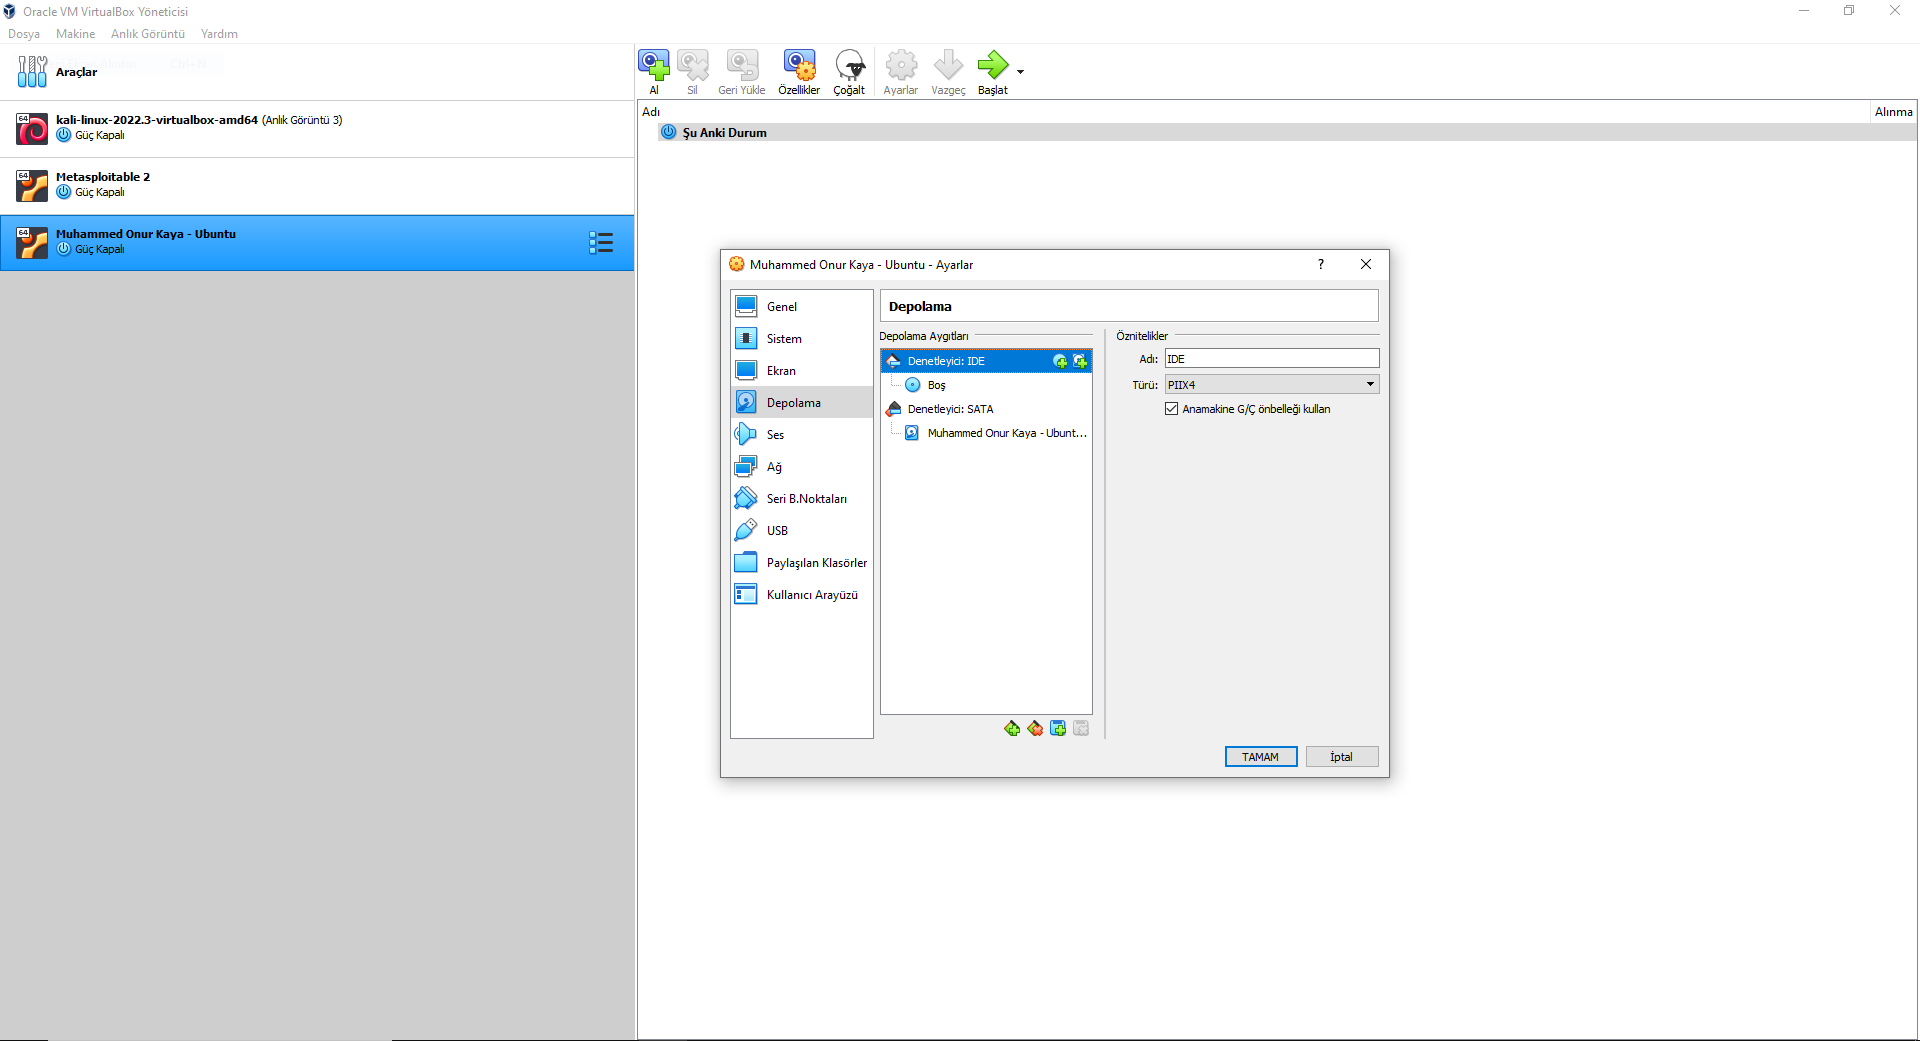 Oracle VM VirtualBox Yöneticisi
Dosya Makine Anlık Görüntü Yardım
Araçlar
64
kali-linux-2022.3-virtualbox-amd64 (Anlık Görüntü 3)
Güç Kapalı
64
Metasploitable 2
Güç Kapalı
64
Muhammed Onur Kaya - Ubuntu
Güç Kapalı
Al Sil Geri Yükle Özellikler Çoğalt Ayarlar Vazgeç Başlat
Adı Alınma
Şu Anki Durum
Muhammed Onur Kaya - Ubuntu - Ayarlar ?
Genel
Sistem
Ekran
Depolama
Ses
Ağ
Seri B.Noktaları
USB
Paylaşılan Klasörler
Kullanıcı Arayüzü
Depolama
Depolama Aygıtları
Denetleyici: IDE
Boş
Denetleyici: SATA
Muhammed Onur Kaya - Ubunt...
Öznitelikler
Adı: IDE
Türü: PIIX4
Anamakine G/Ç önbelleği kullan
TAMAM İptal